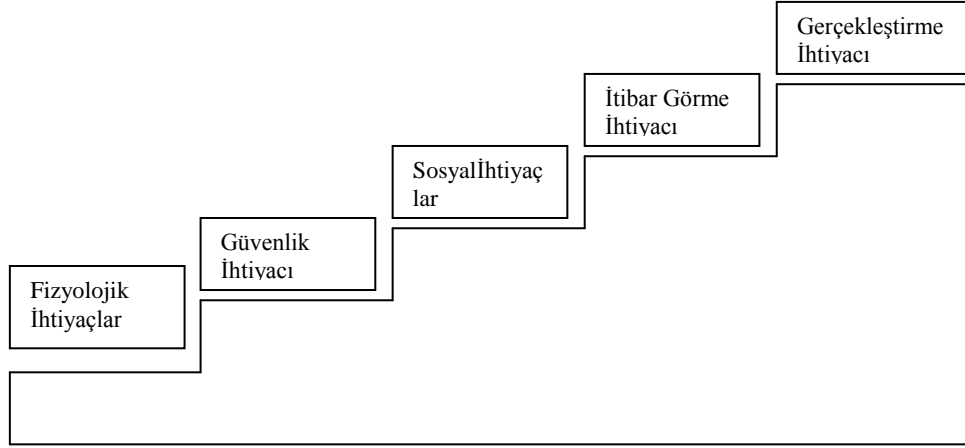 Gerçekleştirme
İhtiyacı
İtibar Görme
İhtiyacı
Sosyalİhtiyaç
lar
Güvenlik
İhtiyacı
Fizyolojik
İhtiyaçlar